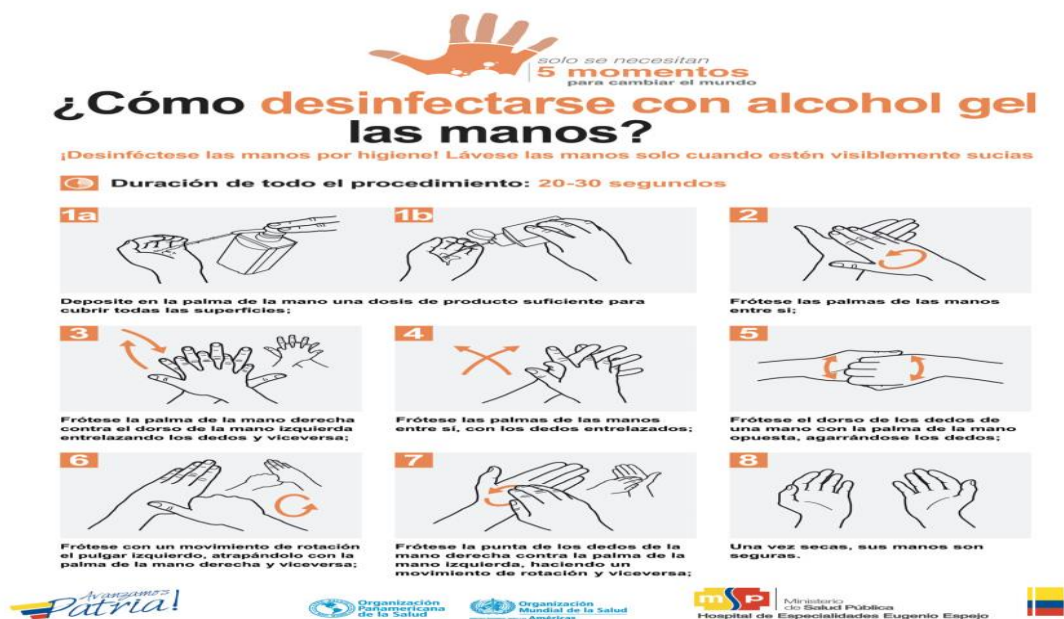 solo se necesitan
5 momentos
para cambiar el mundo
¿Cómo desinfectarse con alcohol gel
las manos?
¡Desinféctese las manos por higiene! Lávese las manos solo cuando estén visiblemente sucias
Duración de todo el procedimiento: 20-30 segundos
1a
1b
Deposite en la palma de la mano una dosis de producto suficiente para
cubrir todas las superficies;
2
Frótese las palmas de las manos
entre si;
3
Frótese la palma de la mano derecha
contra el dorso de la mano izquierda
entrelazando los dedos y viceversa;
4
Frótese las palmas de las manos
entre sí, con los dedos entrelazados;
5
Frótese el dorso de los dedos de
una mano con la palma de la mano
opuesta, agarrándose los dedos;
6
Frótese con un movimiento de rotación
el pulgar izquierdo, atrapándolo con la
palma de la mano derecha y viceversa;
7
Frótese la punta de los dedos de la
mano derecha contra la palma de la
mano izquierda, haciendo un
movimiento de rotación y viceversa;
8
Una vez secas, sus manos son
seguras.
Avanzamos
Patria!
Organización
Panamericana
de la Salud
Organización
Mundial de la Salud
Américas
msp
Ministerio
de Salud Pública
Hospital de Especialidades Eugenio Espejo